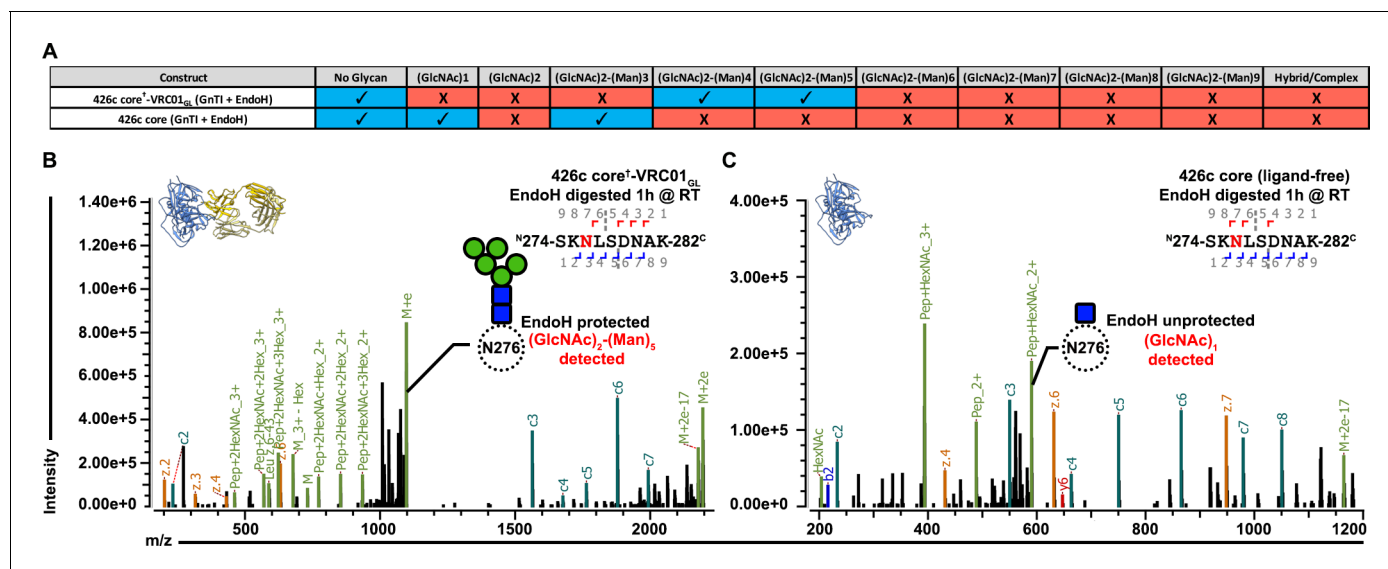 A
Construct No Glycan (GlcNAc)1 (GlcNAc)2 (GlcNAc)2-(Man)3 (GlcNAc)2-(Man)4 (GlcNAc)2-(Man)5 (GlcNAc)2-(Man)6 (GlcNAc)2-(Man)7 (GlcNAc)2-(Man)8 (GlcNAc)2-(Man)9 Hybrid/Complex
426c core†-VRC01GL (GnTI + EndoH) ✓ X X X ✓ ✓ X X X X X
426c core (GnTI + EndoH) ✓ ✓ X ✓ X X X X X X X
B
426c core†-VRC01GL
EndoH digested 1h @ RT
9 8 7 6 5 4 3 2 1
N274-SKNLSDNAK-282C
1 2 3 4 5 6 7 8 9
EndoH protected
(GlcNAc)2-(Man)5
detected
N276
1.40e+6
1.20e+6
1.00e+6
8.00e+5
6.00e+5
4.00e+5
2.00e+5
0.00e+0
Intensity
z.2
c2
z.3
z.4
Pep+2HexNAc_3+
Pep+2HexNAc+2Hex_3+
Leu z.6-43
Pep+2HexNAc+3Hex_3+
z.6
M_3+ - Hex
M
Pep+2HexNAc+Hex_2+
Pep+2HexNAc+2Hex_2+
Pep+2HexNAc+3Hex_2+
M+e
c3
c4
c5
c6
c7
M+2e-17
M+2e
500 1000 1500 2000
m/z
C
426c core (ligand-free)
EndoH digested 1h @ RT
9 8 7 6 5 4 3 2 1
N274-SKNLSDNAK-282C
1 2 3 4 5 6 7 8 9
EndoH unprotected
(GlcNAc)1
detected
N276
4.00e+5
3.00e+5
2.00e+5
1.00e+5
0.00e+0
HexNAc
b2
c2
Pep+HexNAc_3+
z.4
Pep_2+
c3
Pep+HexNAc_2+
z.6
y6
c4
c5
c6
z.7
c7
c8
M+2e-17
200 400 600 800 1000 1200